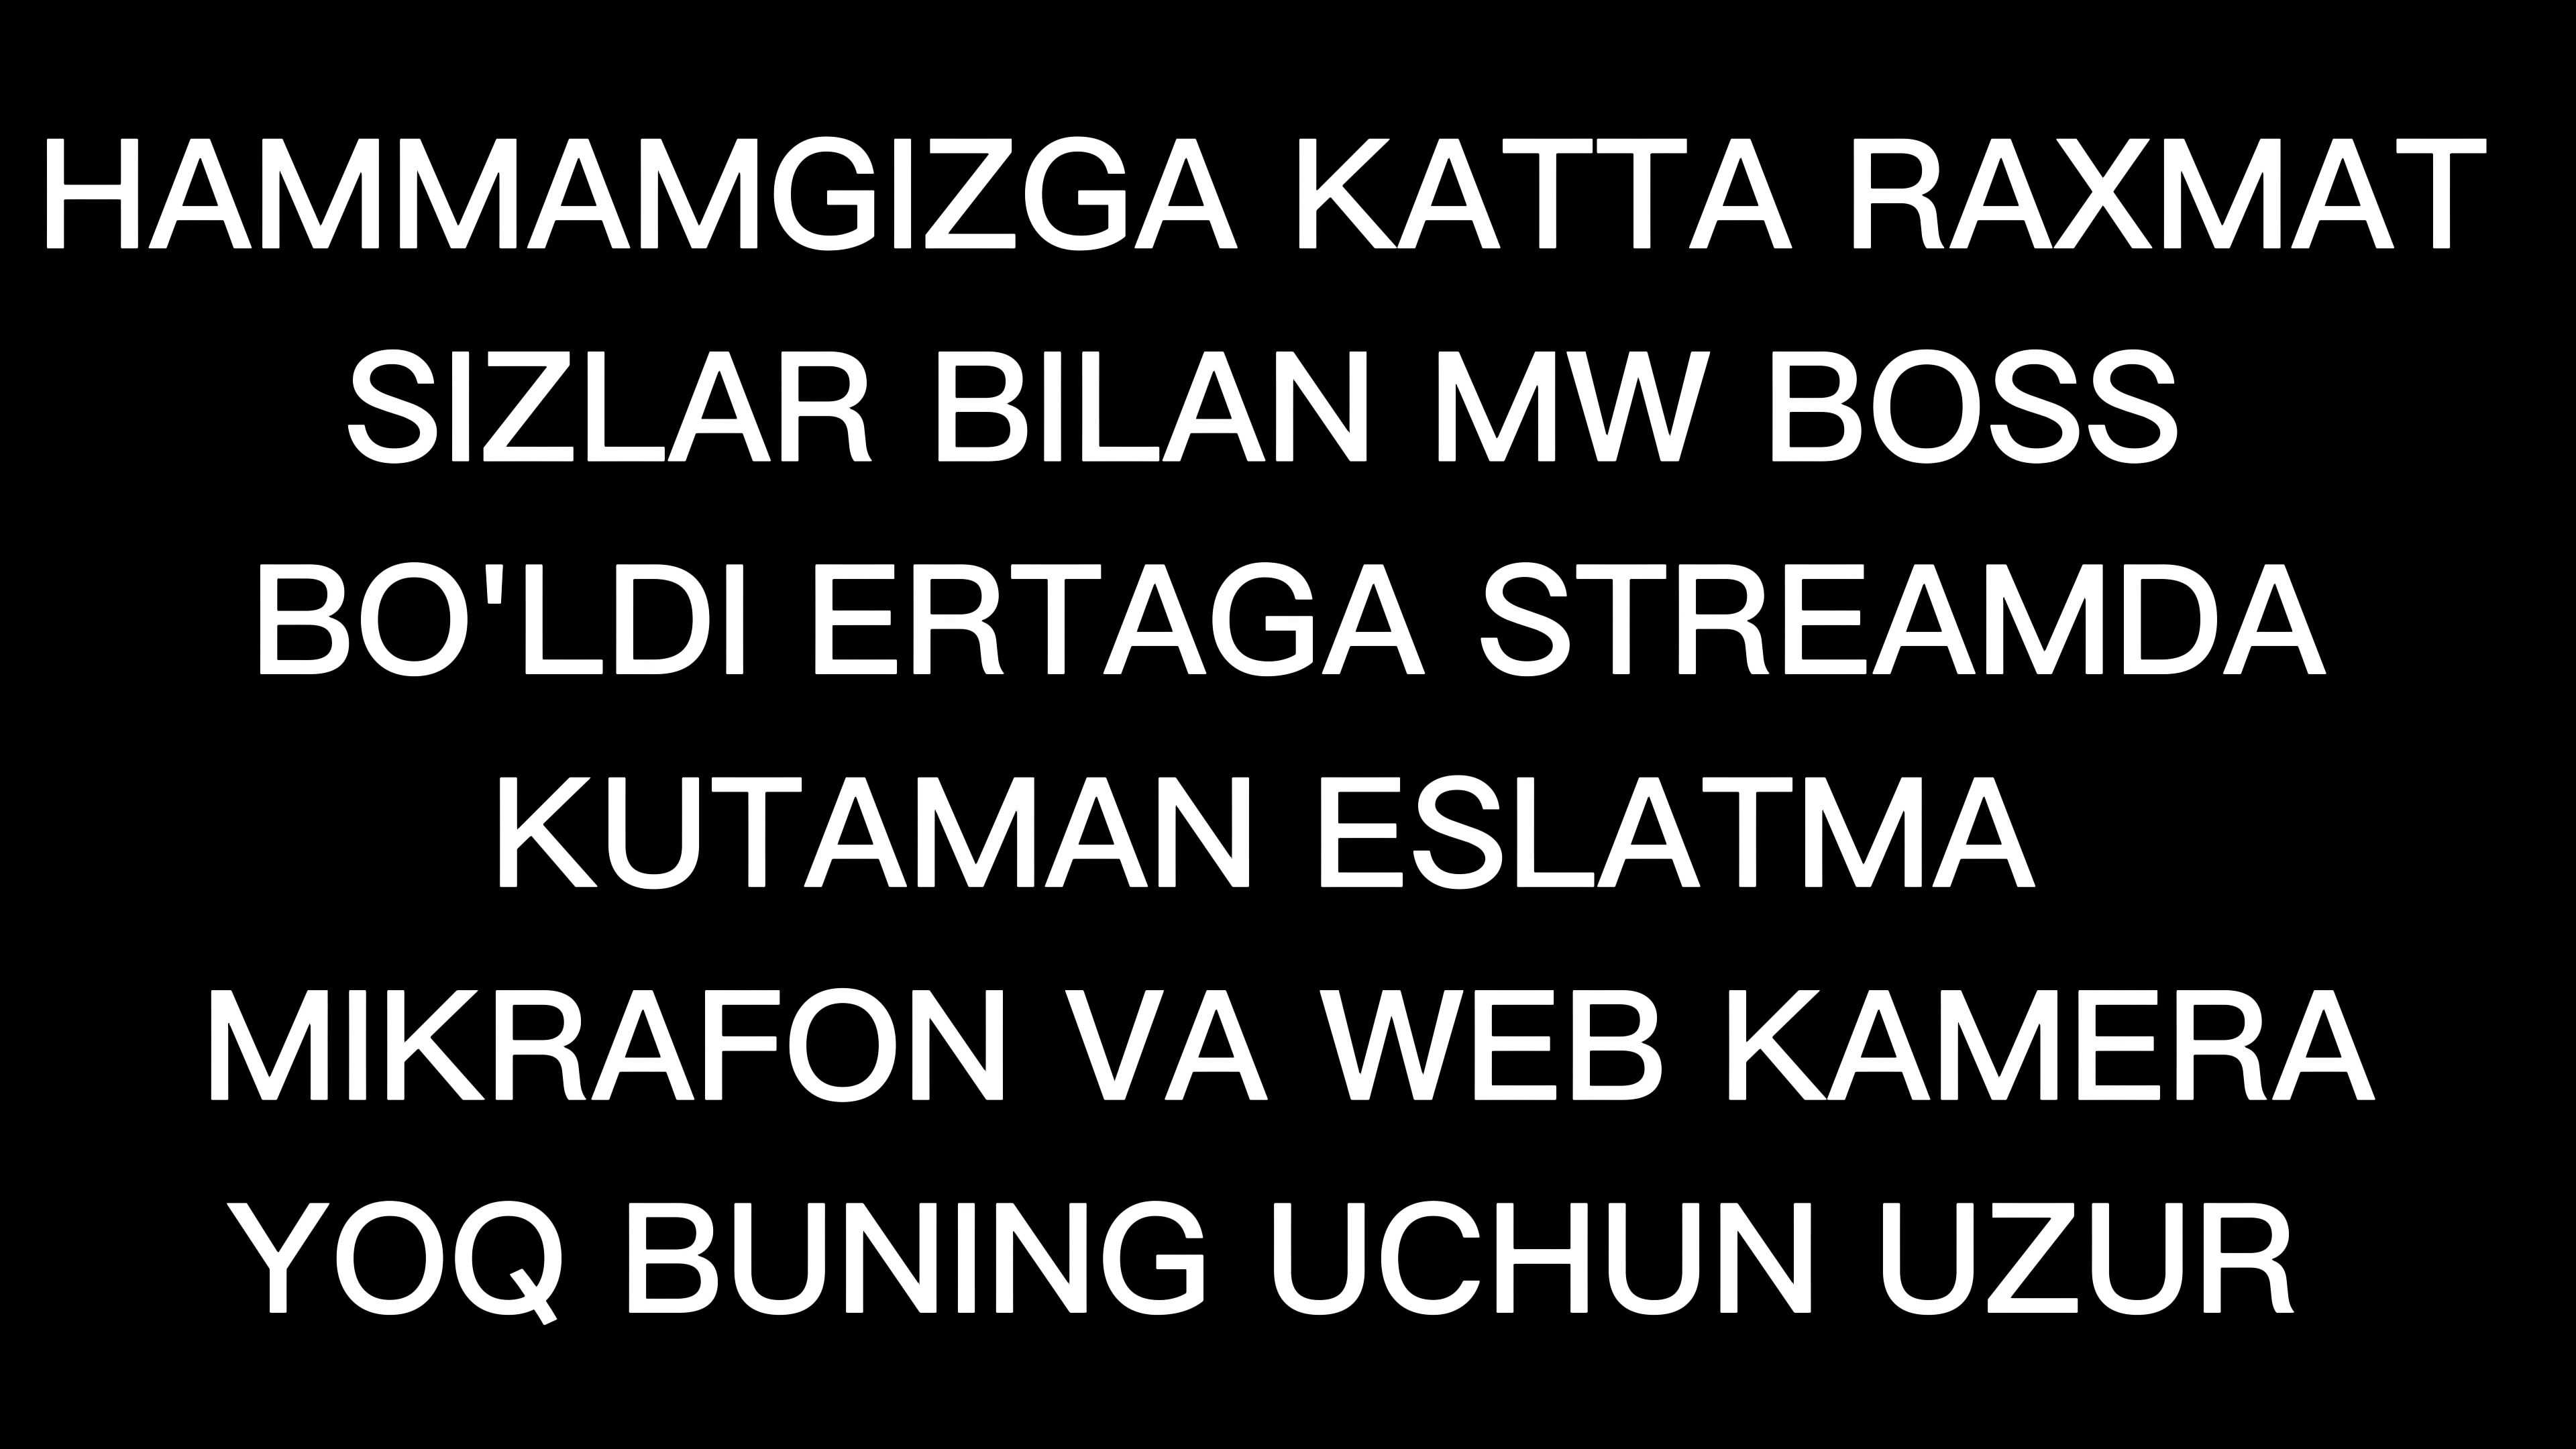 HAMMAMGIZGA KATTA RAXMAT
SIZLAR BILAN MW BOSS
BO'LDI ERTAGA STREAMDA
KUTAMAN ESLATMA
MIKRAFON VA WEB KAMERA
YOQ BUNING UCHUN UZUR